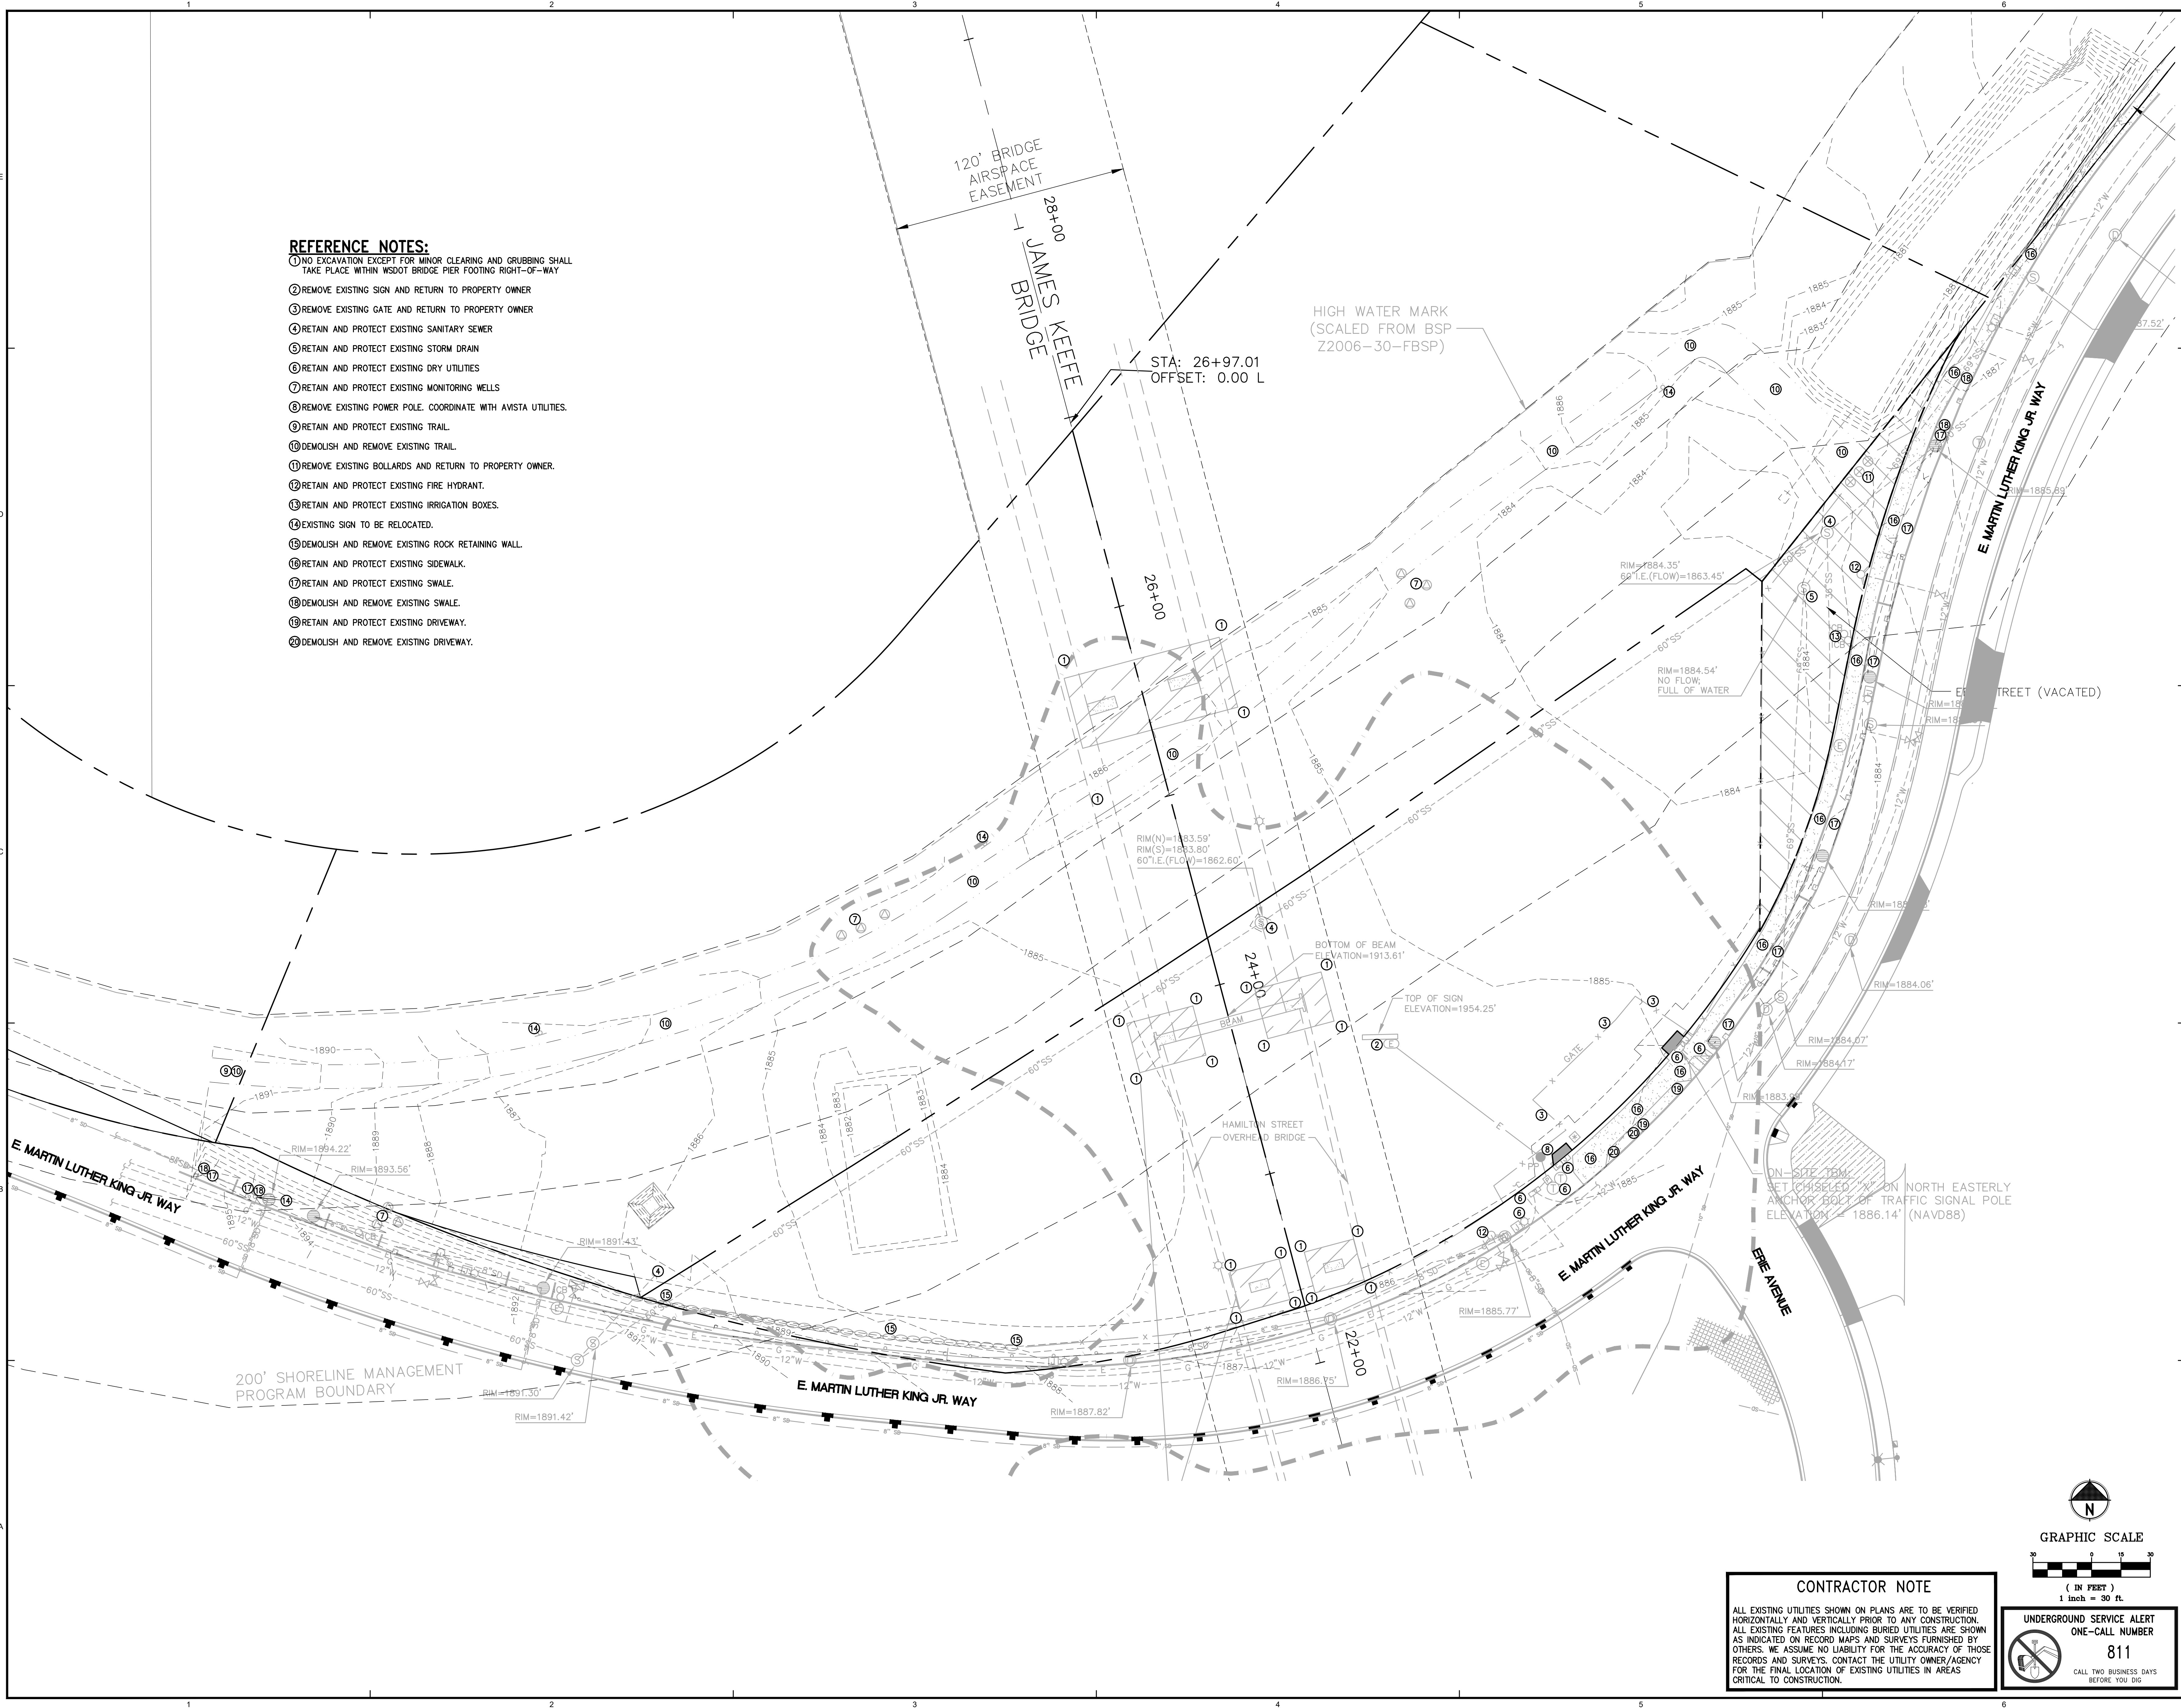 1 2 3 4 5 6
REFERENCE NOTES:
① NO EXCAVATION EXCEPT FOR MINOR CLEARING AND GRUBBING SHALL
TAKE PLACE WITHIN WSDOT BRIDGE PIER FOOTING RIGHT-OF-WAY
② REMOVE EXISTING SIGN AND RETURN TO PROPERTY OWNER
③ REMOVE EXISTING GATE AND RETURN TO PROPERTY OWNER
④ RETAIN AND PROTECT EXISTING SANITARY SEWER
⑤ RETAIN AND PROTECT EXISTING STORM DRAIN
⑥ RETAIN AND PROTECT EXISTING DRY UTILITIES
⑦ RETAIN AND PROTECT EXISTING MONITORING WELLS
⑧ REMOVE EXISTING POWER POLE. COORDINATE WITH AVISTA UTILITIES.
⑨ RETAIN AND PROTECT EXISTING TRAIL.
⑩ DEMOLISH AND REMOVE EXISTING TRAIL.
⑪ REMOVE EXISTING BOLLARDS AND RETURN TO PROPERTY OWNER.
⑫ RETAIN AND PROTECT EXISTING FIRE HYDRANT.
⑬ RETAIN AND PROTECT EXISTING IRRIGATION BOXES.
⑭ EXISTING SIGN TO BE RELOCATED.
⑮ DEMOLISH AND REMOVE EXISTING ROCK RETAINING WALL.
⑯ RETAIN AND PROTECT EXISTING SIDEWALK.
⑰ RETAIN AND PROTECT EXISTING SWALE.
⑱ DEMOLISH AND REMOVE EXISTING SWALE.
⑲ RETAIN AND PROTECT EXISTING DRIVEWAY.
⑳ DEMOLISH AND REMOVE EXISTING DRIVEWAY.
120' BRIDGE
AIRSPACE
EASEMENT
28+00
JAMES KEEFE
BRIDGE
STA: 26+97.01
OFFSET: 0.00 L
26+00
24+00
22+00
HIGH WATER MARK
(SCALED FROM BSP
Z2006-30-FBSP)
E. MARTIN LUTHER KING JR. WAY
RIM=1885.89'
RIM=1884.35'
60"I.E.(FLOW)=1863.45'
RIM=1884.54'
NO FLOW;
FULL OF WATER
STREET (VACATED)
RIM(N)=1883.59'
RIM(S)=1883.80'
60"I.E.(FLOW)=1862.60'
BOTTOM OF BEAM
ELEVATION=1913.61'
BEAM
TOP OF SIGN
ELEVATION=1954.25'
GATE
RIM=1884.06'
RIM=1884.07'
RIM=1884.17'
HAMILTON STREET
OVERHEAD BRIDGE
ON-SITE TBM:
SET CHISELED "X" ON NORTH EASTERLY
ANCHOR BOLT OF TRAFFIC SIGNAL POLE
ELEVATION = 1886.14' (NAVD88)
E. MARTIN LUTHER KING JR. WAY
RIM=1894.22'
RIM=1893.56'
RIM=1891.43'
E. MARTIN LUTHER KING JR. WAY
ERIE AVENUE
RIM=1885.77'
RIM=1886.75'
200' SHORELINE MANAGEMENT
PROGRAM BOUNDARY
RIM=1891.30'
RIM=1891.42'
E. MARTIN LUTHER KING JR. WAY
RIM=1887.82'
N
GRAPHIC SCALE
30 0 15 30
( IN FEET )
1 inch = 30 ft.
CONTRACTOR NOTE
ALL EXISTING UTILITIES SHOWN ON PLANS ARE TO BE VERIFIED
HORIZONTALLY AND VERTICALLY PRIOR TO ANY CONSTRUCTION.
ALL EXISTING FEATURES INCLUDING BURIED UTILITIES ARE SHOWN
AS INDICATED ON RECORD MAPS AND SURVEYS FURNISHED BY
OTHERS. WE ASSUME NO LIABILITY FOR THE ACCURACY OF THOSE
RECORDS AND SURVEYS. CONTACT THE UTILITY OWNER/AGENCY
FOR THE FINAL LOCATION OF EXISTING UTILITIES IN AREAS
CRITICAL TO CONSTRUCTION.
UNDERGROUND SERVICE ALERT
ONE-CALL NUMBER
811
CALL TWO BUSINESS DAYS
BEFORE YOU DIG
1 2 3 4 5 6